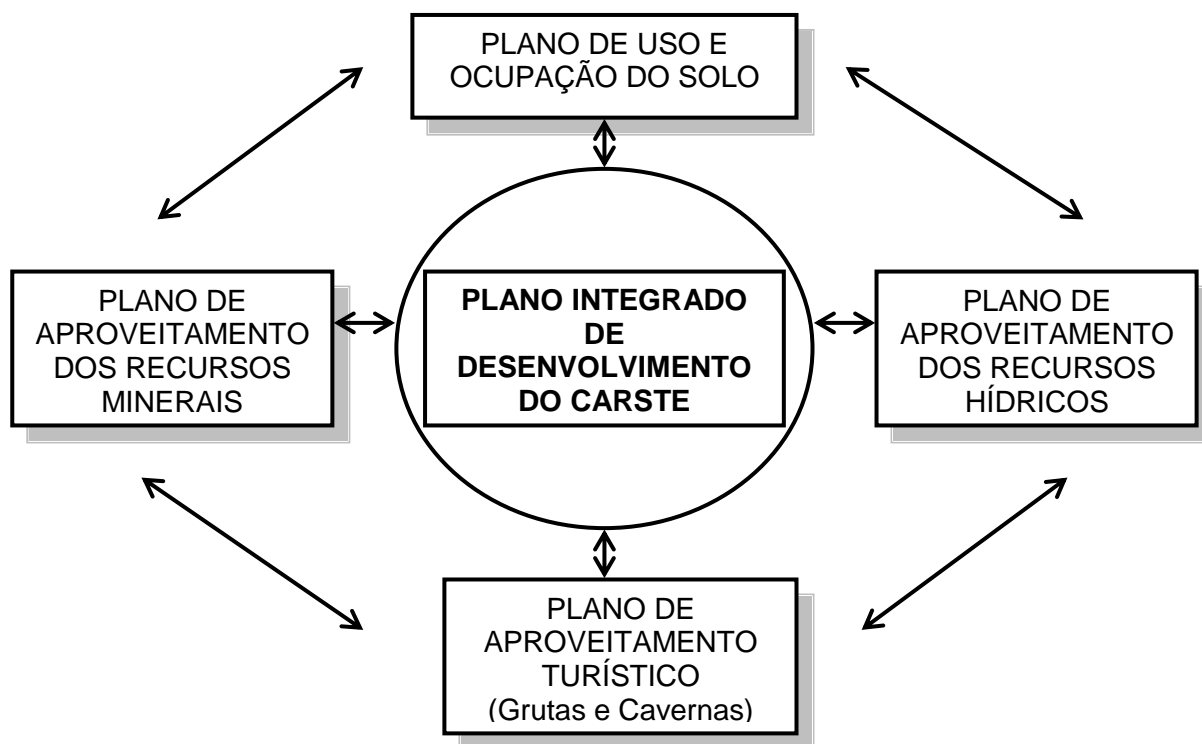 PLANO DE USO E
OCUPAÇÃO DO SOLO
PLANO DE
APROVEITAMENTO
DOS RECURSOS
MINERAIS
PLANO INTEGRADO
DE
DESENVOLVIMENTO
DO CARSTE
PLANO DE
APROVEITAMENTO
DOS RECURSOS
HÍDRICOS
PLANO DE
APROVEITAMENTO
TURÍSTICO
(Grutas e Cavernas)